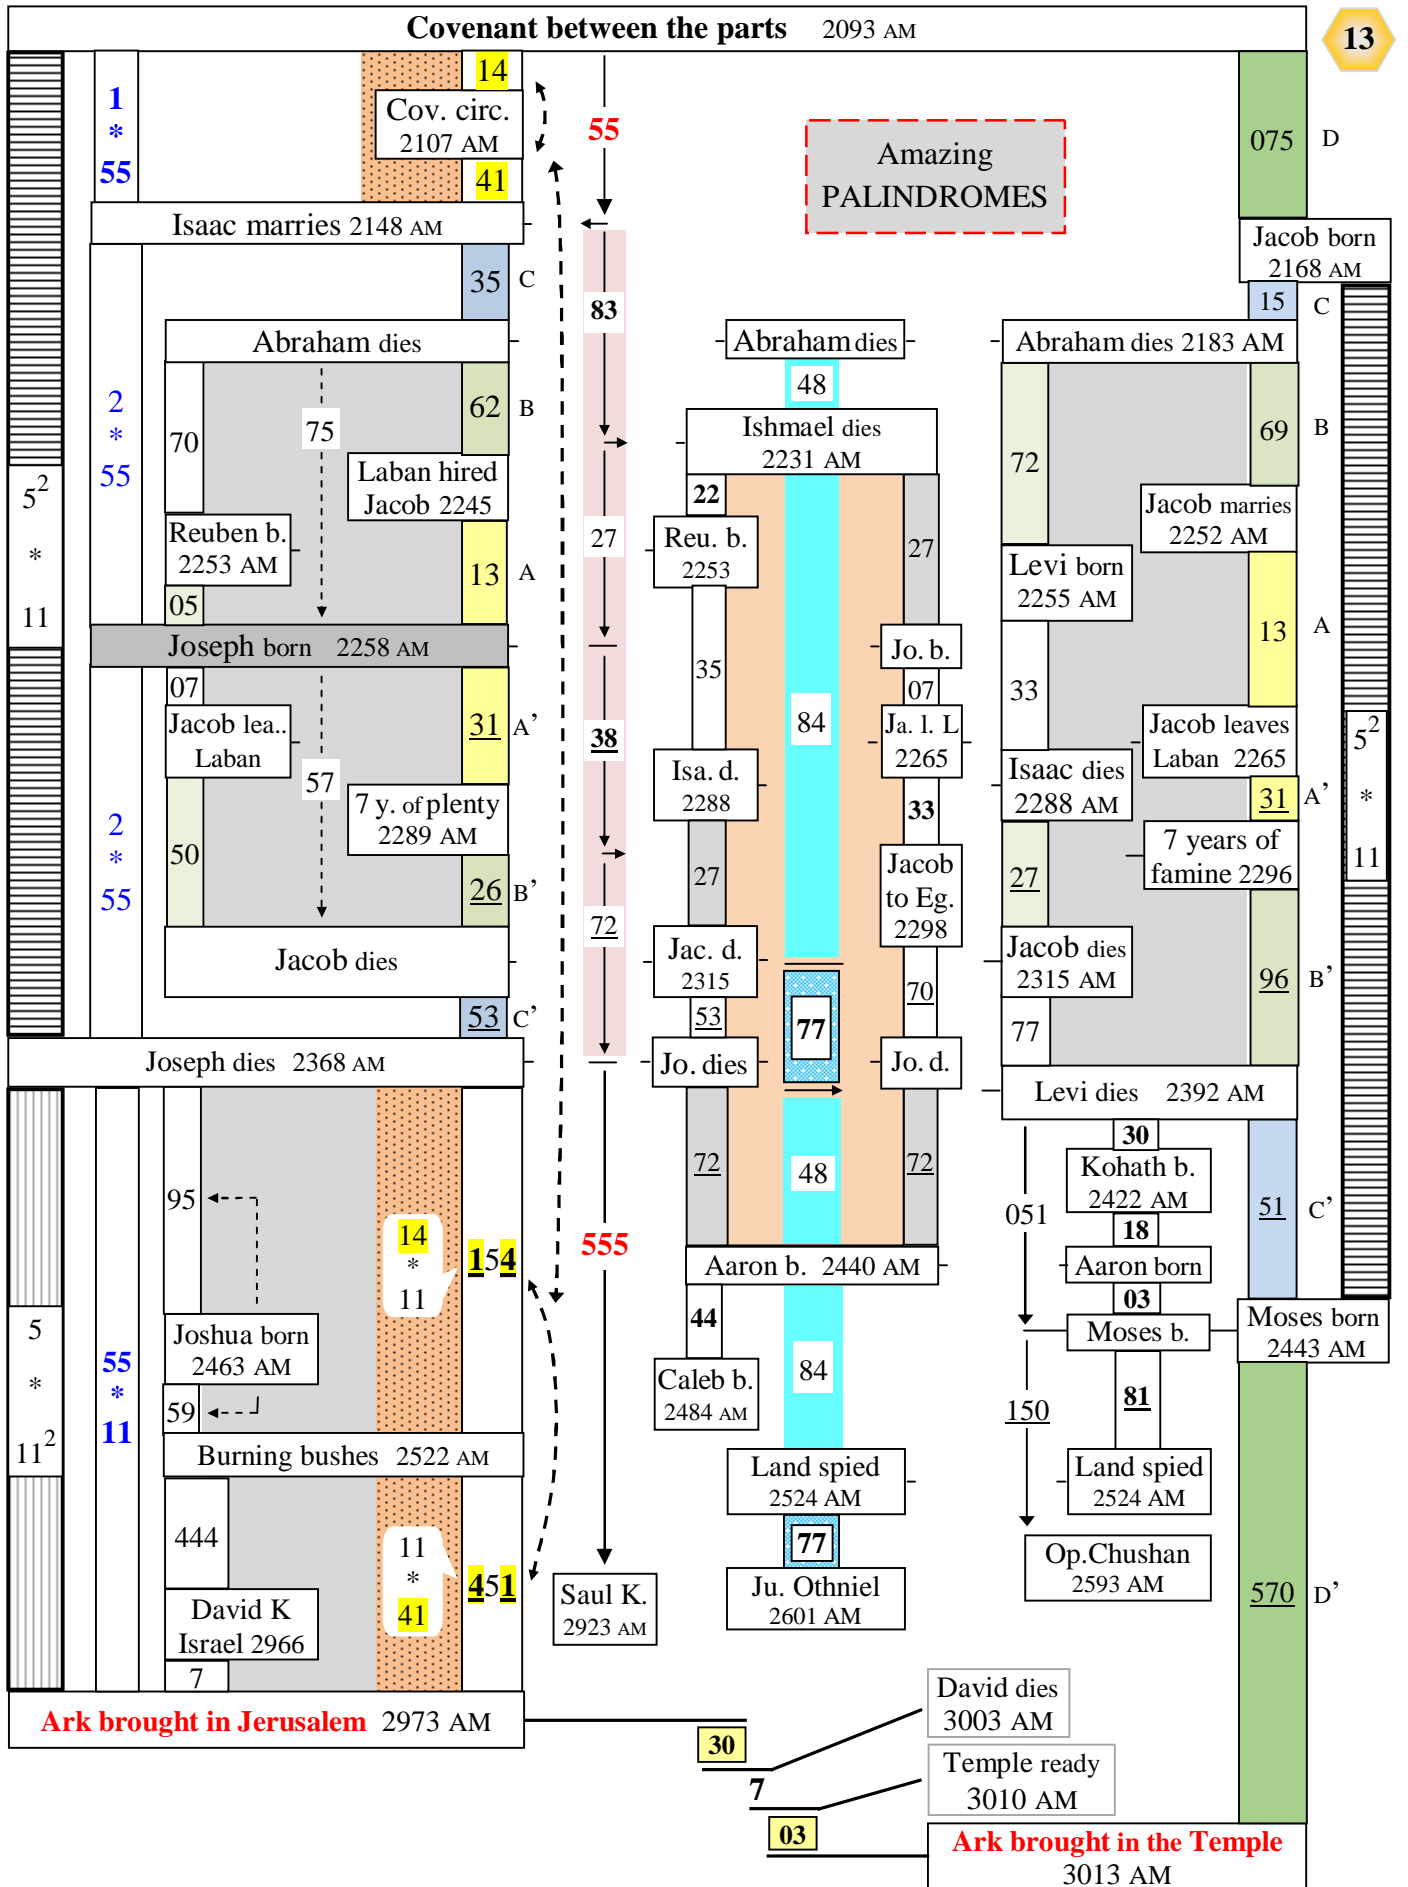 Covenant between the parts 2093 AM
13
1
*
55
14
Cov. circ.
2107 AM
41
55
Amazing
PALINDROMES
075 D
Isaac marries 2148 AM
Jacob born
2168 AM
35 C
83
15 C
Abraham dies
Abraham dies
Abraham dies 2183 AM
2
*
55
70
75
62 B
Laban hired
Jacob 2245
48
Ishmael dies
2231 AM
72
69 B
Jacob marries
2252 AM
5²
*
11
Reuben b.
2253 AM
05
13 A
27
22
Reu. b.
2253
27
Levi born
2255 AM
13 A
Joseph born 2258 AM
Jo. b.
2
*
55
07
Jacob lea..
Laban
50
57
31 A’
7 y. of plenty
2289 AM
26 B’
38
72
35
Isa. d.
2288
27
Jac. d.
2315
53
84
77
07
Ja. l. L
2265
33
Jacob
to Eg.
2298
70
33
Isaac dies
2288 AM
27
Jacob dies
2315 AM
77
Jacob leaves
Laban 2265
31 A’
7 years of
famine 2296
96 B’
5²
*
11
Jacob dies
53 C’
Joseph dies 2368 AM
Jo. dies
Jo. d.
Levi dies 2392 AM
5
*
11²
55
*
11
95
Joshua born
2463 AM
59
14
*
11
154
555
72
48
72
Aaron b. 2440 AM
44
Caleb b.
2484 AM
84
051
30
Kohath b.
2422 AM
18
Aaron born
03
Moses b.
51 C’
Moses born
2443 AM
Burning bushes 2522 AM
150
81
Land spied
2524 AM
Land spied
2524 AM
444
David K
Israel 2966
7
11
*
41
451
Saul K.
2923 AM
77
Ju. Othniel
2601 AM
Op.Chushan
2593 AM
570 D’
Ark brought in Jerusalem 2973 AM
30
David dies
3003 AM
7
Temple ready
3010 AM
03
Ark brought in the Temple
3013 AM